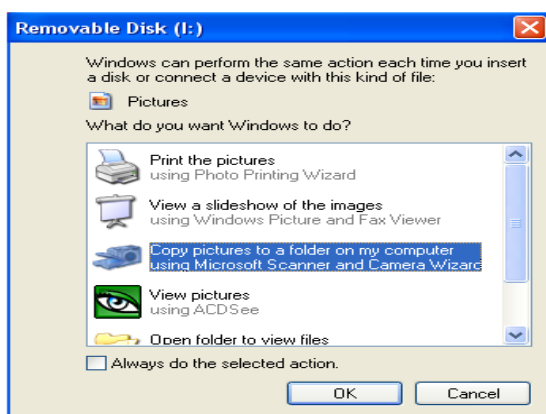 Removable Disk (I:)
Windows can perform the same action each time you insert
a disk or connect a device with this kind of file:
Pictures
What do you want Windows to do?
Print the pictures
using Photo Printing Wizard
View a slideshow of the images
using Windows Picture and Fax Viewer
Copy pictures to a folder on my computer
using Microsoft Scanner and Camera Wizard
View pictures
using ACDSee
Open folder to view files
Always do the selected action.
OK
Cancel